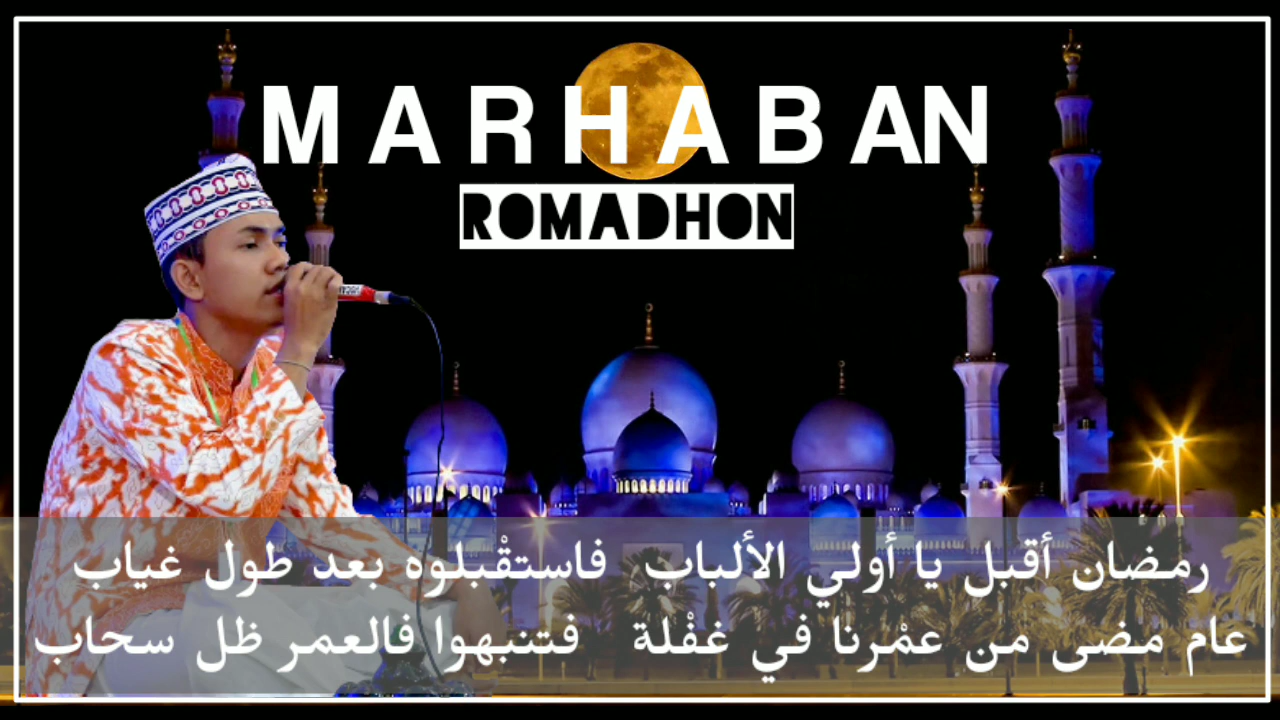 MARHABAN
ROMADHON
رمضان أقبل يا أولي الألباب فاستقْبلوه بعد طول غياب
عام مضى من عمْرنا في غفْلة فتنبهوا فالعمر ظل سحاب